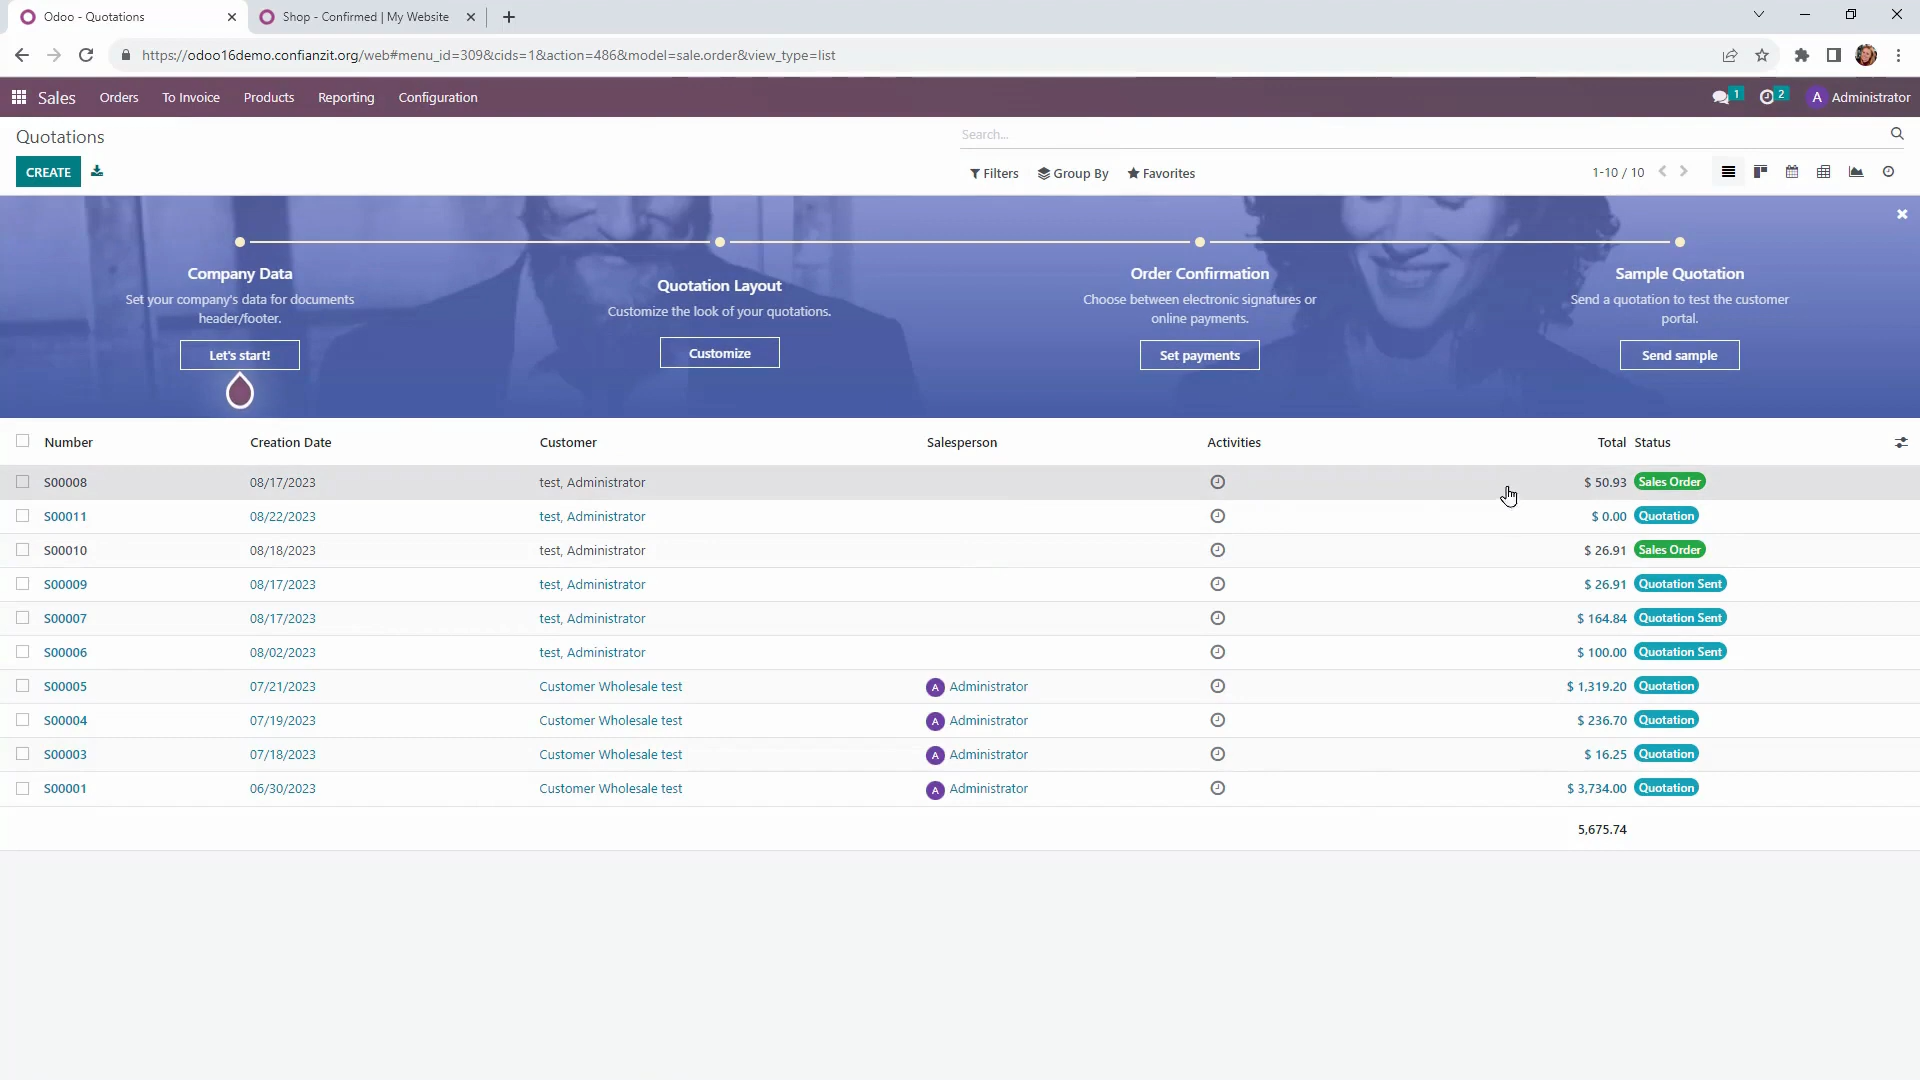 Odoo - Quotations
Shop - Confirmed | My Website
https://odoo16demo.confianzit.org/web#menu_id=309&cids=1&action=486&model=sale.order&view_type=list
Sales Orders To Invoice Products Reporting Configuration 1 2 A Administrator
Quotations
Search...
CREATE
Filters Group By Favorites 1-10 / 10
Company Data
Set your company's data for documents
header/footer.
Let's start!
Quotation Layout
Customize the look of your quotations.
Customize
Order Confirmation
Choose between electronic signatures or
online payments.
Set payments
Sample Quotation
Send a quotation to test the customer
portal.
Send sample
Number Creation Date Customer Salesperson Activities Total Status
S00008 08/17/2023 test, Administrator $ 50.93 Sales Order
S00011 08/22/2023 test, Administrator $ 0.00 Quotation
S00010 08/18/2023 test, Administrator $ 26.91 Sales Order
S00009 08/17/2023 test, Administrator $ 26.91 Quotation Sent
S00007 08/17/2023 test, Administrator $ 164.84 Quotation Sent
S00006 08/02/2023 test, Administrator $ 100.00 Quotation Sent
S00005 07/21/2023 Customer Wholesale test A Administrator $ 1,319.20 Quotation
S00004 07/19/2023 Customer Wholesale test A Administrator $ 236.70 Quotation
S00003 07/18/2023 Customer Wholesale test A Administrator $ 16.25 Quotation
S00001 06/30/2023 Customer Wholesale test A Administrator $ 3,734.00 Quotation
5,675.74